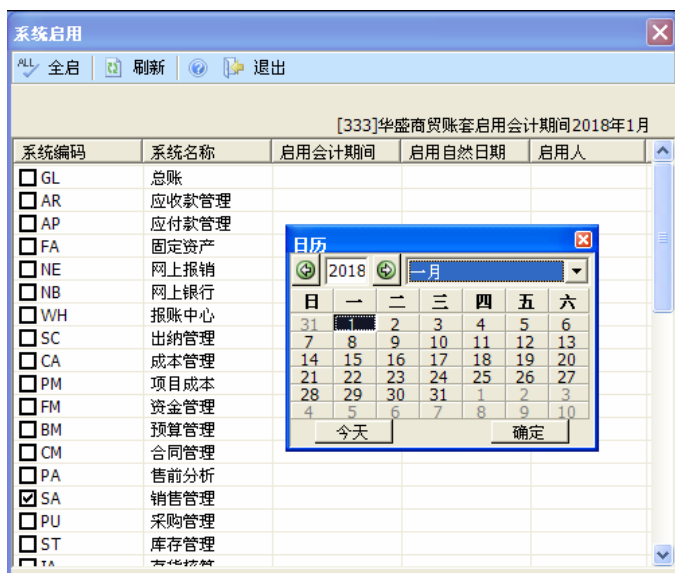 系统启用
ALL 全启 刷新 退出
[333]华盛商贸账套启用会计期间2018年1月
系统编码 系统名称 启用会计期间 启用自然日期 启用人
GL 总账
AR 应收款管理
AP 应付款管理
FA 固定资产
NE 网上报销
NB 网上银行
WH 报账中心
SC 出纳管理
CA 成本管理
PM 项目成本
FM 资金管理
BM 预算管理
CM 合同管理
PA 售前分析
SA 销售管理
PU 采购管理
ST 库存管理
IA 存货核算
日历
2018 一月
日 一 二 三 四 五 六
31 1 2 3 4 5 6
7 8 9 10 11 12 13
14 15 16 17 18 19 20
21 22 23 24 25 26 27
28 29 30 31 1 2 3
4 5 6 7 8 9 10
今天 确定